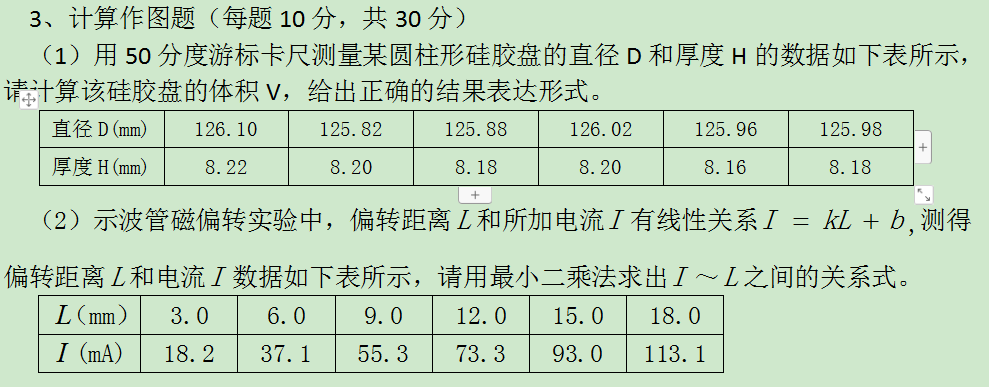 3、计算作图题（每题 10 分，共 30 分）
（1）用 50 分度游标卡尺测量某圆柱形硅胶盘的直径 D 和厚度 H 的数据如下表所示，
请计算该硅胶盘的体积 V，给出正确的结果表达形式。
直径 D(mm) 126.10 125.82 125.88 126.02 125.96 125.98
厚度 H(mm) 8.22 8.20 8.18 8.20 8.16 8.18
（2）示波管磁偏转实验中，偏转距离 L 和所加电流 I 有线性关系 I = kL + b，测得
偏转距离 L 和电流 I 数据如下表所示，请用最小二乘法求出 I ～ L 之间的关系式。
L(mm） 3.0 6.0 9.0 12.0 15.0 18.0
I (mA) 18.2 37.1 55.3 73.3 93.0 113.1